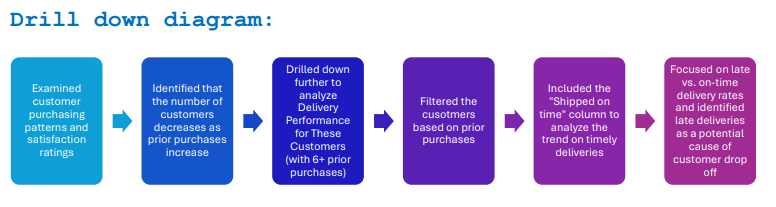 Drill down diagram:
Examined
customer
purchasing
patterns and
satisfaction
ratings
Identified that
the number of
customers
decreases as
prior purchases
increase
Drilled down
further to
analyze
Delivery
Performance
for These
Customers
(with 6+ prior
purchases)
Filtered the
cusotmers
based on prior
purchases
Included the
"Shipped on
time" column to
analyze the
trend on timely
deliveries
Focused on late
vs. on-time
delivery rates
and identified
late deliveries
as a potential
cause of
customer drop
off